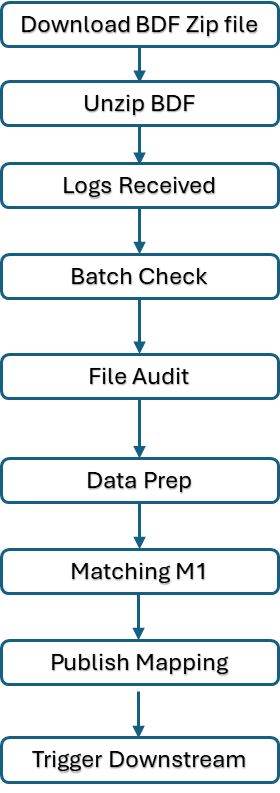 Download BDF Zip file
Unzip BDF
Logs Received
Batch Check
File Audit
Data Prep
Matching M1
Publish Mapping
Trigger Downstream